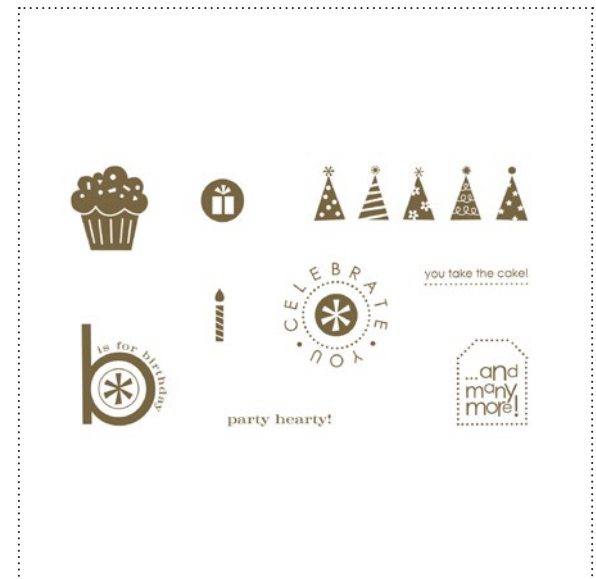 CELEBRATE • YOU •
you take the cake!
b is for birthday
...and
many
more!
party hearty!